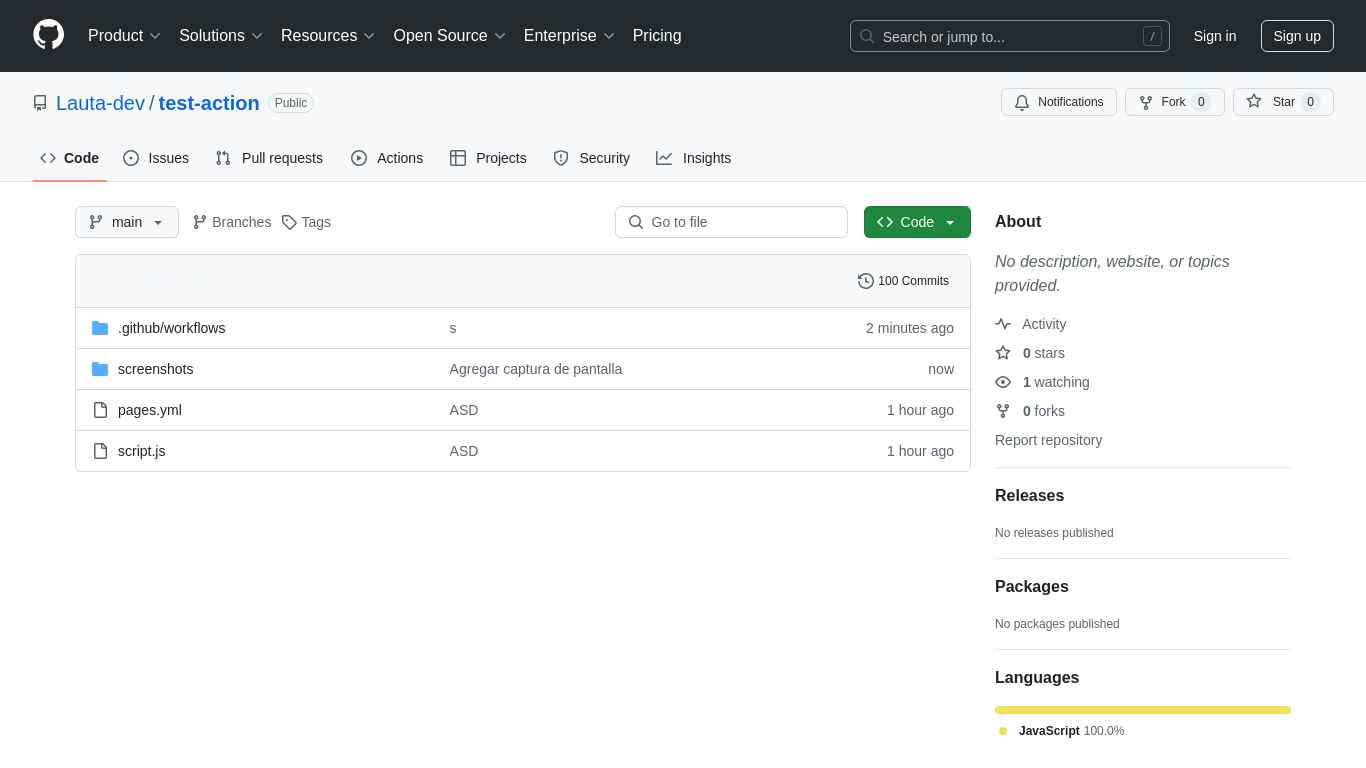 Product Solutions Resources Open Source Enterprise Pricing Search or jump to... / Sign in Sign up
Lauta-dev / test-action Public Notifications Fork 0 Star 0
Code Issues Pull requests Actions Projects Security Insights
main Branches Tags Go to file Code
100 Commits
.github/workflows s 2 minutes ago
screenshots Agregar captura de pantalla now
pages.yml ASD 1 hour ago
script.js ASD 1 hour ago
About
No description, website, or topics
provided.
Activity
0 stars
1 watching
0 forks
Report repository
Releases
No releases published
Packages
No packages published
Languages
JavaScript 100.0%